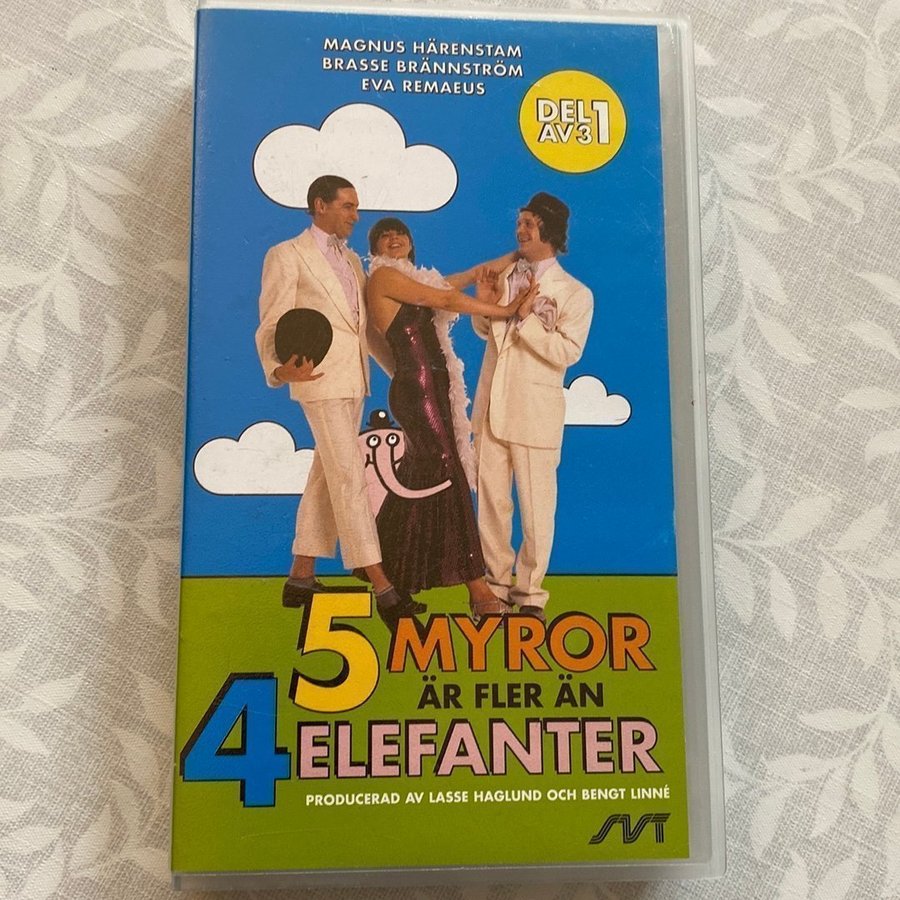 MAGNUS HÄRENSTAM
BRASSE BRÄNNSTRÖM
EVA REMAEUS
DEL 1
AV 3
5 MYROR
ÄR FLER ÄN
4 ELEFANTER
PRODUCERAD AV LASSE HAGLUND OCH BENGT LINNÉ
SVT